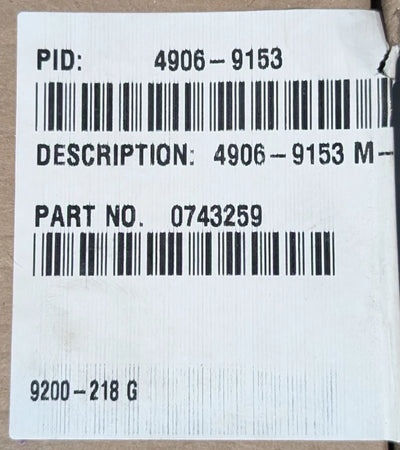 PID: 4906-9153
DESCRIPTION: 4906-9153 M-
PART NO. 0743259
9200-218 G